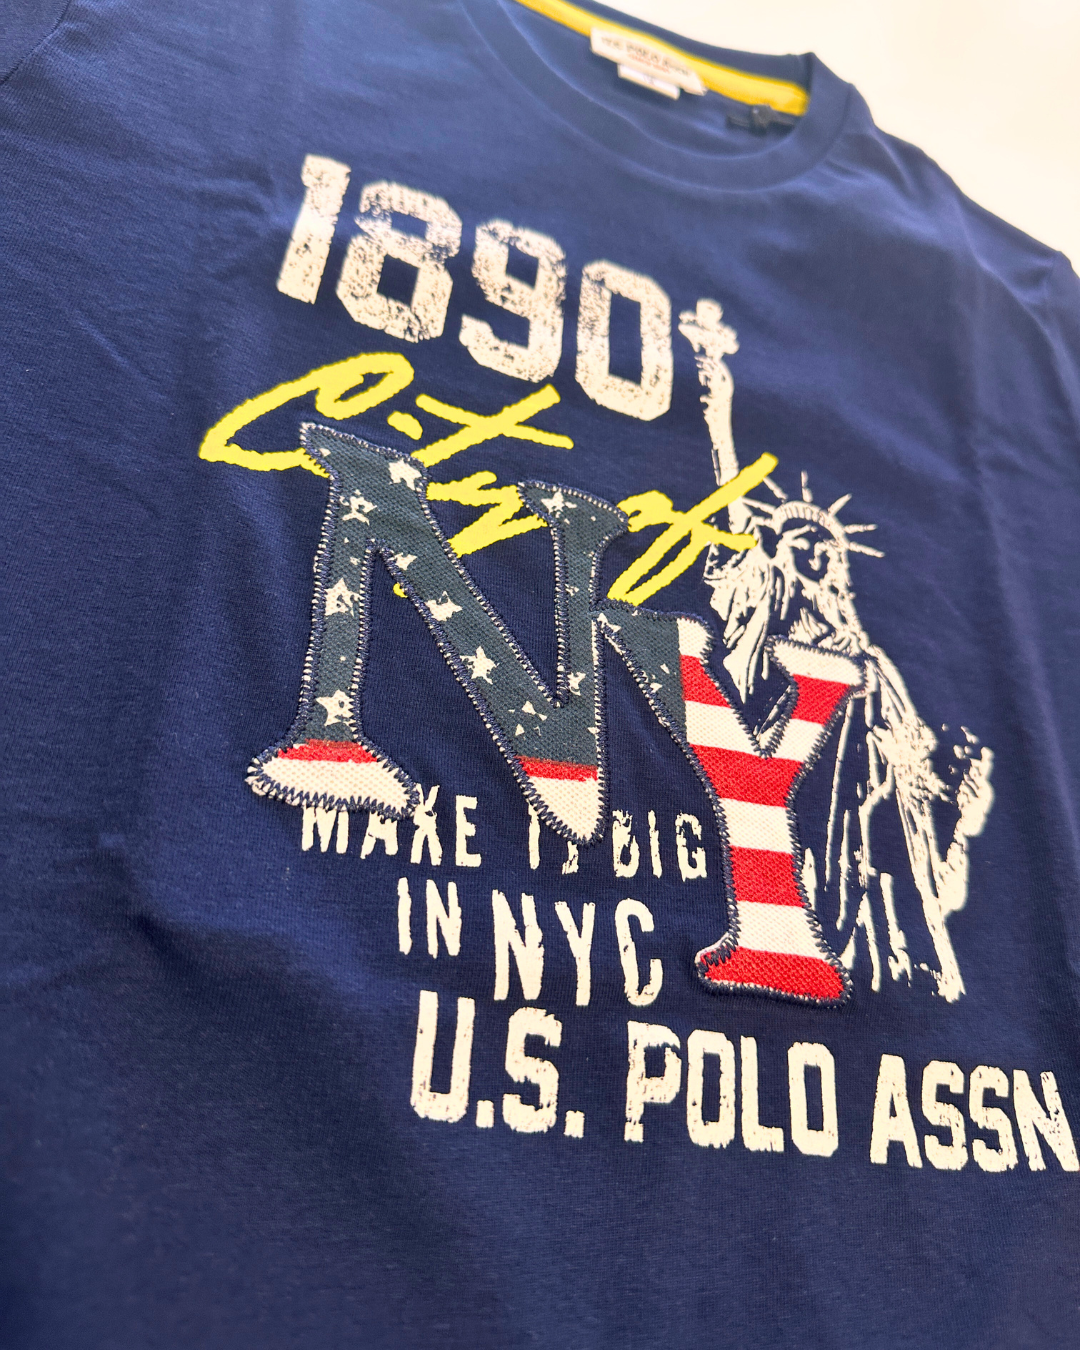 1890
City of
NY
MAKE IT BIG
IN NYC
U.S. POLO ASSN